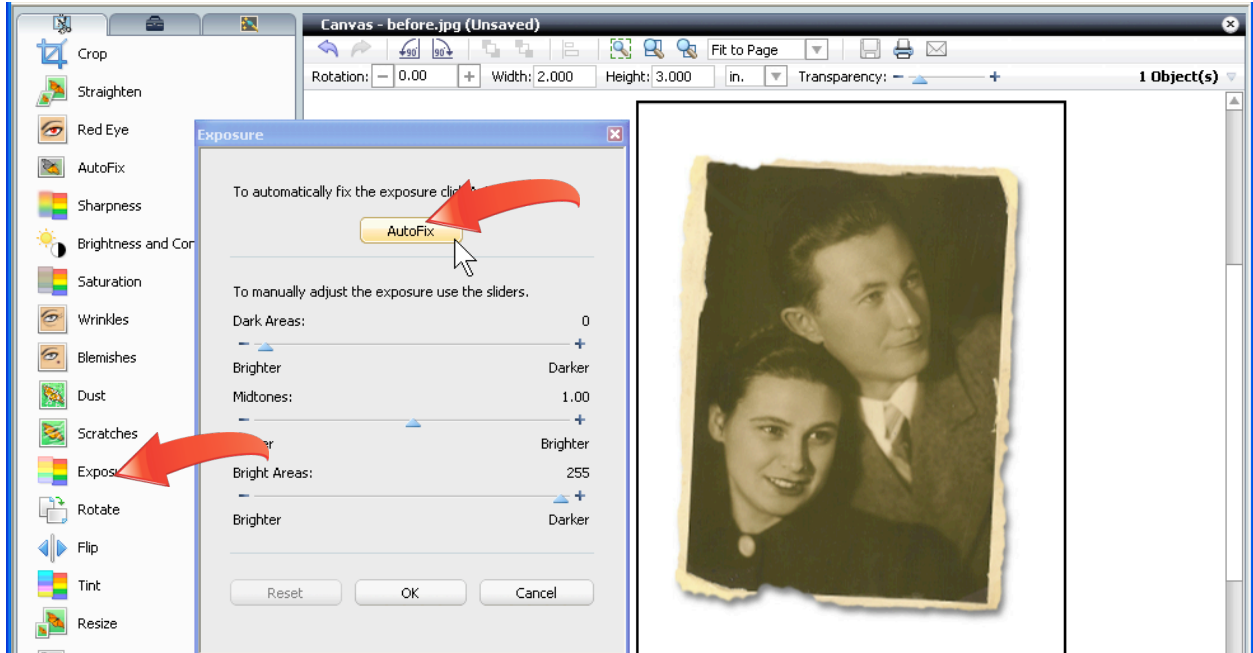 Canvas - before.jpg (Unsaved)
90° 90° Fit to Page
Rotation: 0.00 Width: 2.000 Height: 3.000 in. Transparency: 1 Object(s)
Crop
Straighten
Red Eye
AutoFix
Sharpness
Brightness and Con
Saturation
Wrinkles
Blemishes
Dust
Scratches
Exposu
Rotate
Flip
Tint
Resize
Exposure
To automatically fix the exposure
AutoFix
To manually adjust the exposure use the sliders.
Dark Areas: 0
Brighter Darker
Midtones: 1.00
Brighter
Bright Areas: 255
Brighter Darker
Reset OK Cancel